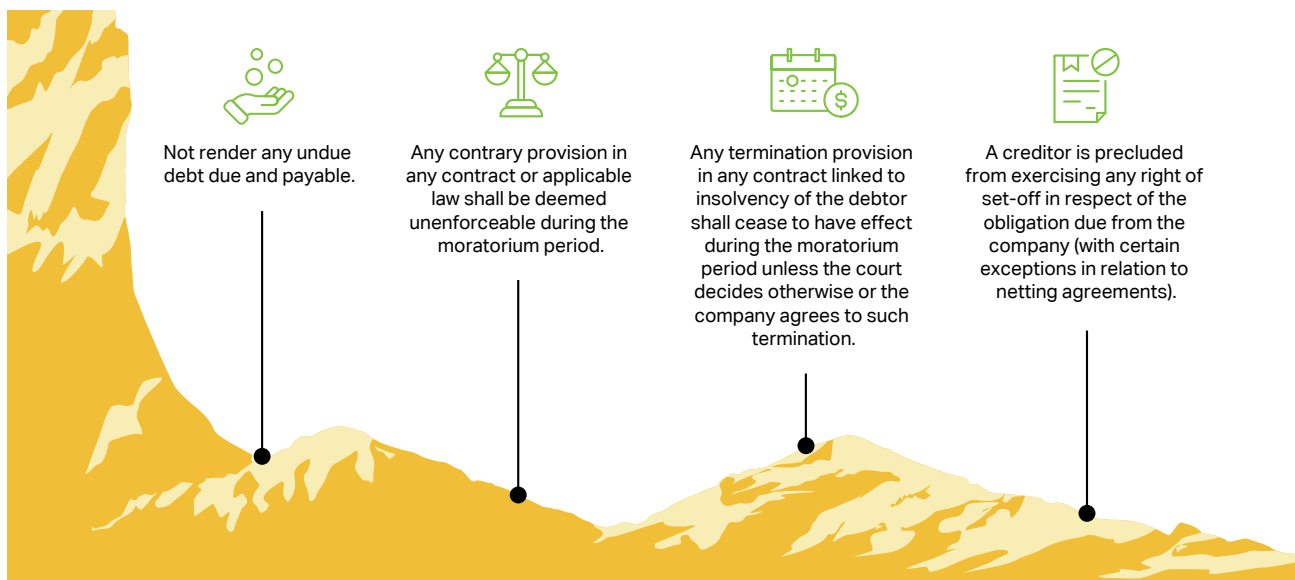 Not render any undue
debt due and payable.
Any contrary provision in
any contract or applicable
law shall be deemed
unenforceable during the
moratorium period.
Any termination provision
in any contract linked to
insolvency of the debtor
shall cease to have effect
during the moratorium
period unless the court
decides otherwise or the
company agrees to such
termination.
$
A creditor is precluded
from exercising any right of
set-off in respect of the
obligation due from the
company (with certain
exceptions in relation to
netting agreements).